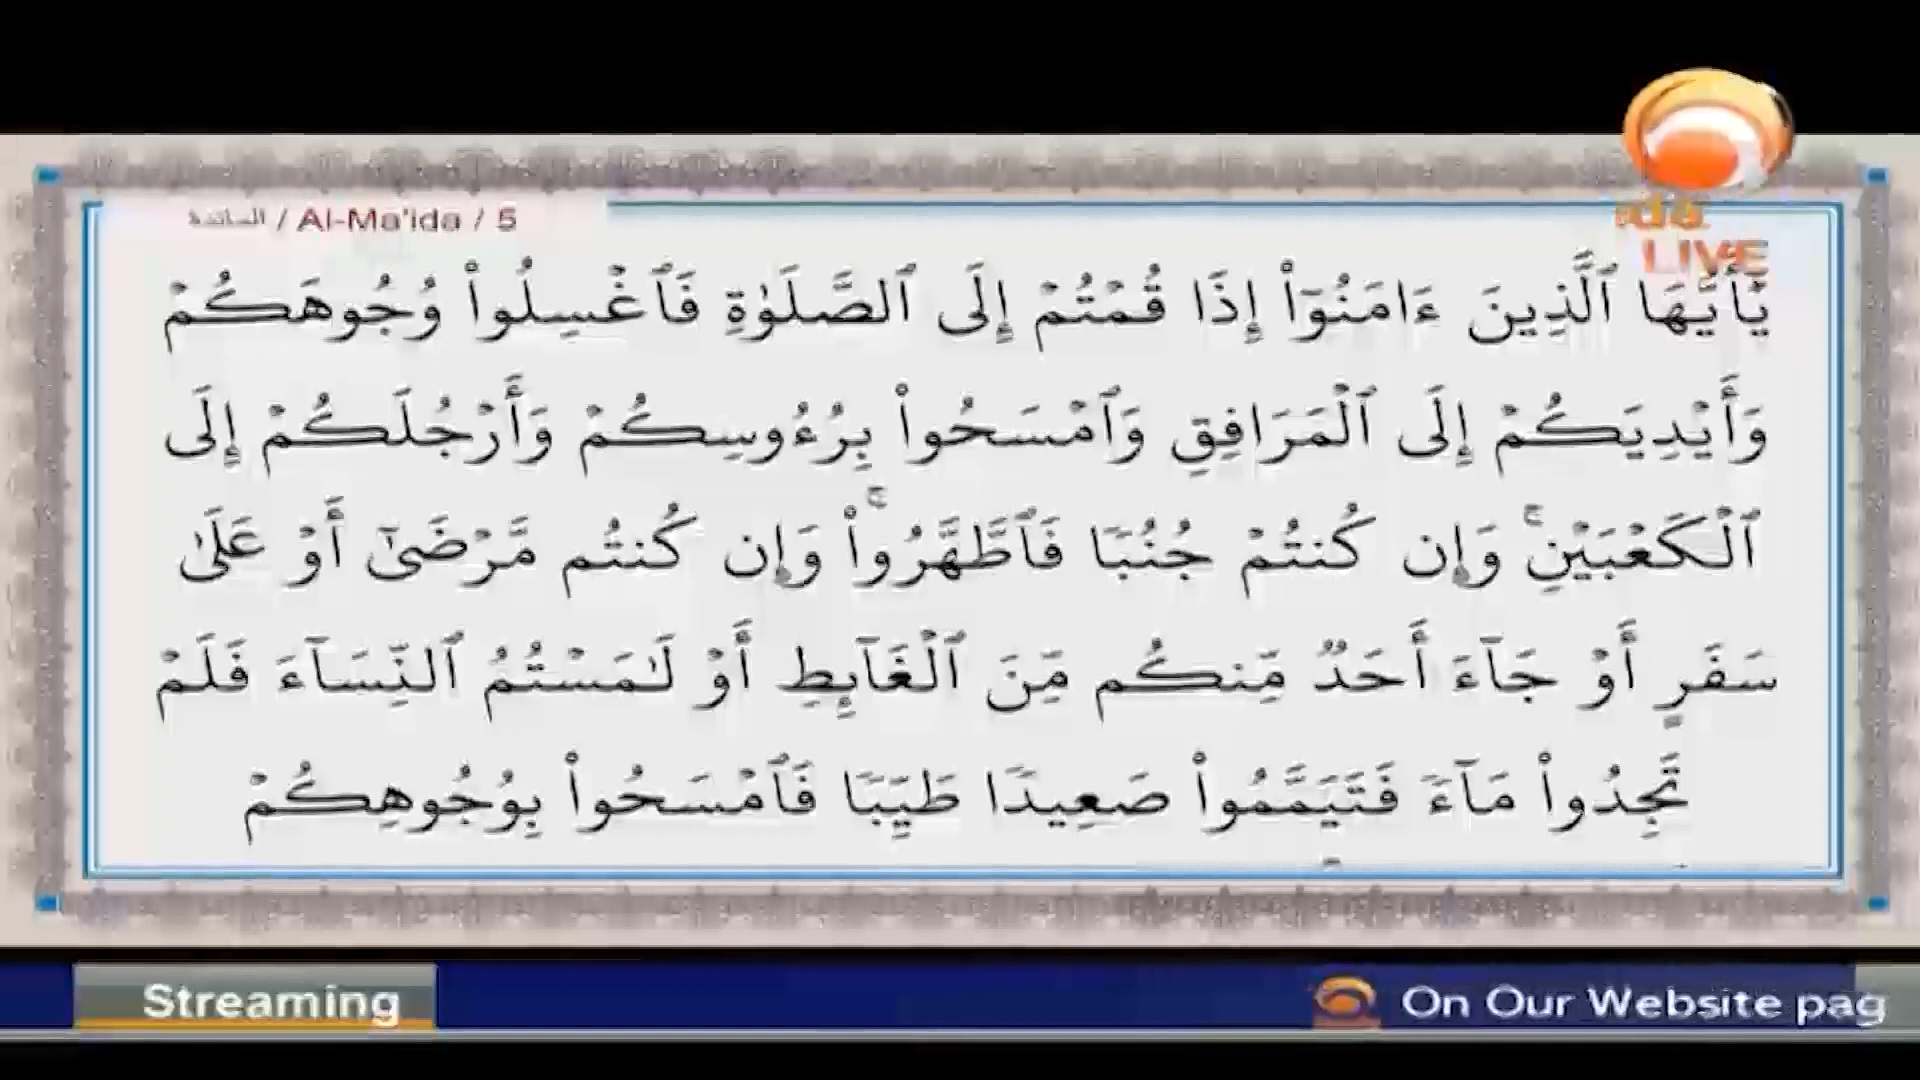 المائدة / Al-Ma'ida / 5
LIVE
يَٰٓأَيُّهَا ٱلَّذِينَ ءَامَنُوٓا۟ إِذَا قُمْتُمْ إِلَى ٱلصَّلَوٰةِ فَٱغْسِلُوا۟ وُجُوهَكُمْ
وَأَيْدِيَكُمْ إِلَى ٱلْمَرَافِقِ وَٱمْسَحُوا۟ بِرُءُوسِكُمْ وَأَرْجُلَكُمْ إِلَى
ٱلْكَعْبَيْنِ ۚ وَإِن كُنتُمْ جُنُبًا فَٱطَّهَّرُوا۟ ۚ وَإِن كُنتُم مَّرْضَىٰٓ أَوْ عَلَىٰ
سَفَرٍ أَوْ جَآءَ أَحَدٌ مِّنكُم مِّنَ ٱلْغَآئِطِ أَوْ لَٰمَسْتُمُ ٱلنِّسَآءَ فَلَمْ
تَجِدُوا۟ مَآءً فَتَيَمَّمُوا۟ صَعِيدًا طَيِّبًا فَٱمْسَحُوا۟ بِوُجُوهِكُمْ
Streaming
On Our Website pag